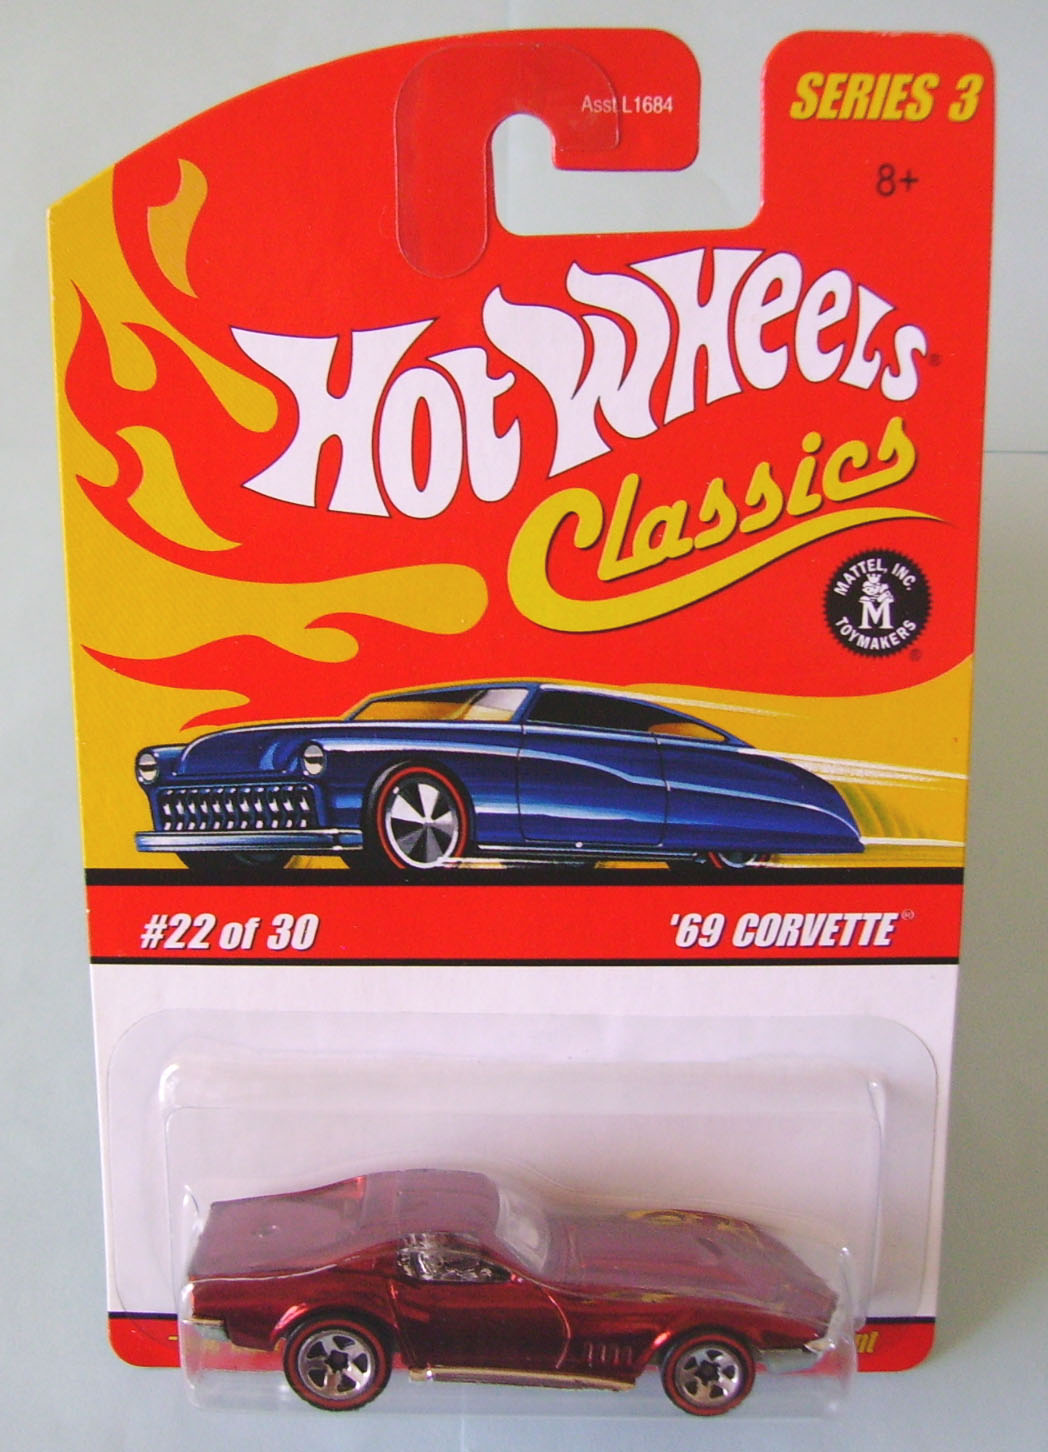 Asst L1684
SERIES 3
8+
HOT WHEELS®
Classics
MATTEL, INC.
M
TOYMAKERS
®
#22 of 30
'69 CORVETTE®